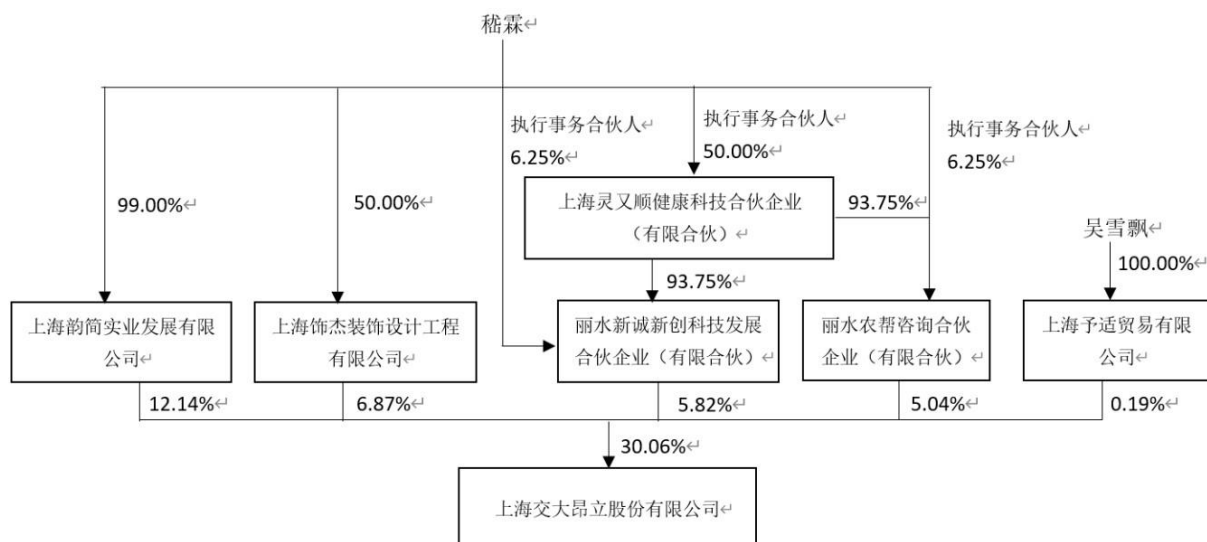 嵇霖↵
执行事务合伙人↵
6.25%↵
执行事务合伙人↵
50.00%↵
执行事务合伙人↵
6.25%↵
99.00%↵
50.00%↵
上海灵又顺健康科技合伙企业
（有限合伙）↵
93.75%↵
吴雪飘↵
100.00%↵
93.75%↵
上海韵简实业发展有限
公司↵
上海饰杰装饰设计工程
有限公司↵
丽水新诚新创科技发展
合伙企业（有限合伙）↵
丽水农帮咨询合伙
企业（有限合伙）↵
上海予适贸易有限
公司↵
12.14%↵
6.87%↵
5.82%↵
5.04%↵
0.19%↵
30.06%↵
上海交大昂立股份有限公司↵